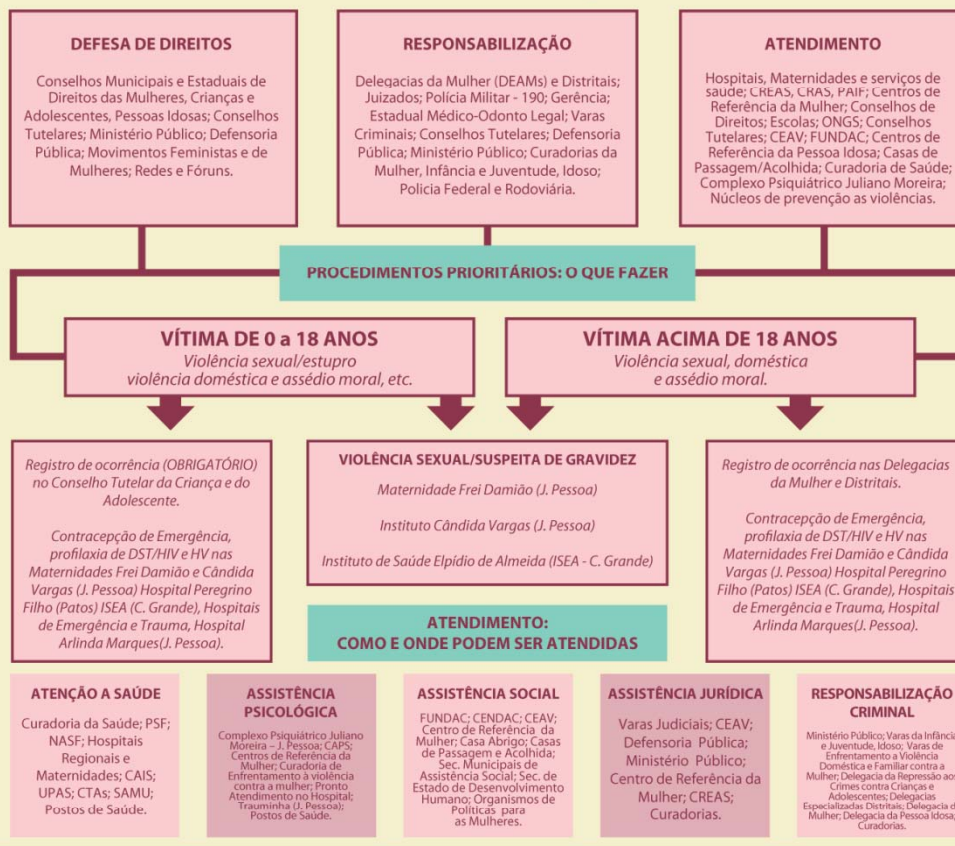 DEFESA DE DIREITOS
Conselhos Municipais e Estaduais de
Direitos das Mulheres, Crianças e
Adolescentes, Pessoas Idosas; Conselhos
Tutelares; Ministério Público; Defensoria
Pública; Movimentos Feministas e de
Mulheres; Redes e Fóruns.
RESPONSABILIZAÇÃO
Delegacias da Mulher (DEAMs) e Distritais;
Juizados; Polícia Militar - 190; Gerência;
Estadual Médico-Odonto Legal; Varas
Criminais; Conselhos Tutelares; Defensoria
Pública; Ministério Público; Curadorias da
Mulher, Infância e Juventude, Idoso;
Policia Federal e Rodoviária.
ATENDIMENTO
Hospitais, Maternidades e serviços de
saúde; CREAS, CRAS, PAIF; Centros de
Referência da Mulher; Conselhos de
Direitos; Escolas; ONGS; Conselhos
Tutelares; CEAV; FUNDAC; Centros de
Referência da Pessoa Idosa; Casas de
Passagem/Acolhida; Curadoria de Saúde;
Complexo Psiquiátrico Juliano Moreira;
Núcleos de prevenção as violências.
PROCEDIMENTOS PRIORITÁRIOS: O QUE FAZER
VÍTIMA DE 0 a 18 ANOS
Violência sexual/estupro
violência doméstica e assédio moral, etc.
VÍTIMA ACIMA DE 18 ANOS
Violência sexual, doméstica
e assédio moral.
Registro de ocorrência (OBRIGATÓRIO)
no Conselho Tutelar da Criança e do
Adolescente.
Contracepção de Emergência,
profilaxia de DST/HIV e HV nas
Maternidades Frei Damião e Cândida
Vargas (J. Pessoa) Hospital Peregrino
Filho (Patos) ISEA (C. Grande), Hospitais
de Emergência e Trauma, Hospital
Arlinda Marques(J. Pessoa).
VIOLÊNCIA SEXUAL/SUSPEITA DE GRAVIDEZ
Maternidade Frei Damião (J. Pessoa)
Instituto Cândida Vargas (J. Pessoa)
Instituto de Saúde Elpídio de Almeida (ISEA - C. Grande)
Registro de ocorrência nas Delegacias
da Mulher e Distritais.
Contracepção de Emergência,
profilaxia de DST/HIV e HV nas
Maternidades Frei Damião e Cândida
Vargas (J. Pessoa) Hospital Peregrino
Filho (Patos) ISEA (C. Grande), Hospitais
de Emergência e Trauma, Hospital
Arlinda Marques(J. Pessoa).
ATENDIMENTO:
COMO E ONDE PODEM SER ATENDIDAS
ATENÇÃO A SAÚDE
Curadoria da Saúde; PSF;
NASF; Hospitais
Regionais e
Maternidades; CAIS;
UPAS; CTAs; SAMU;
Postos de Saúde.
ASSISTÊNCIA
PSICOLÓGICA
Complexo Psiquiátrico Juliano
Moreira – J. Pessoa; CAPS;
Centros de Referência da
Mulher; Curadoria de
Enfrentamento à violência
contra a mulher; Pronto
Atendimento no Hospital;
Trauminha (J. Pessoa);
Postos de Saúde.
ASSISTÊNCIA SOCIAL
FUNDAC; CENDAC; CEAV;
Centro de Referência da
Mulher; Casa Abrigo; Casas
de Passagem e Acolhida;
Sec. Municipais de
Assistência Social; Sec. de
Estado de Desenvolvimento
Humano; Organismos de
Políticas para
as Mulheres.
ASSISTÊNCIA JURÍDICA
Varas Judiciais; CEAV;
Defensoria Pública;
Ministério Público;
Centro de Referência da
Mulher; CREAS;
Curadorias.
RESPONSABILIZAÇÃO
CRIMINAL
Ministério Público; Varas da Infância
e Juventude, Idoso; Varas de
Enfrentamento a Violência
Doméstica e Familiar contra a
Mulher; Delegacia da Repressão aos
Crimes contra Crianças e
Adolescentes; Delegacias
Especializadas Distritais; Delegacia d
Mulher; Delegacia da Pessoa Idosa;
Curadorias.